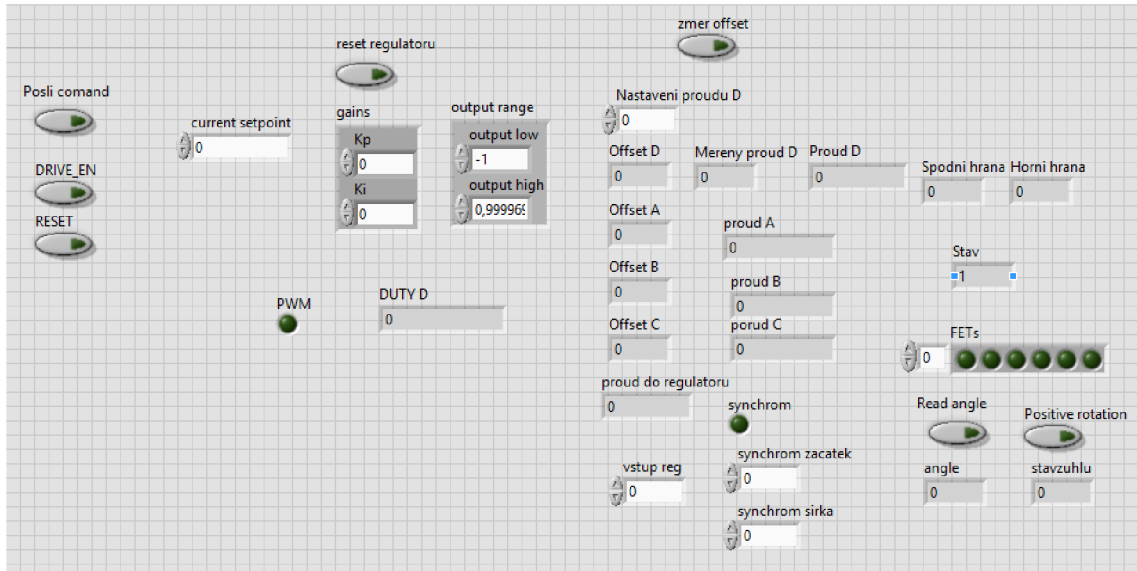 zmer offset
reset regulatoru
Posli comand
Nastaveni proudu D
0
current setpoint
0
gains
Kp
0
Ki
0
output range
output low
-1
output high
0,999969
DRIVE_EN
RESET
Offset D
0
Mereny proud D
0
Proud D
0
Spodni hrana
0
Horni hrana
0
Offset A
0
proud A
0
Offset B
0
proud B
0
Stav
1
PWM
DUTY D
0
Offset C
0
porud C
0
FETs
0
proud do regulatoru
0
synchrom
Read angle
Positive rotation
vstup reg
0
synchrom zacatek
0
angle
0
stavzuhlu
0
synchrom sirka
0